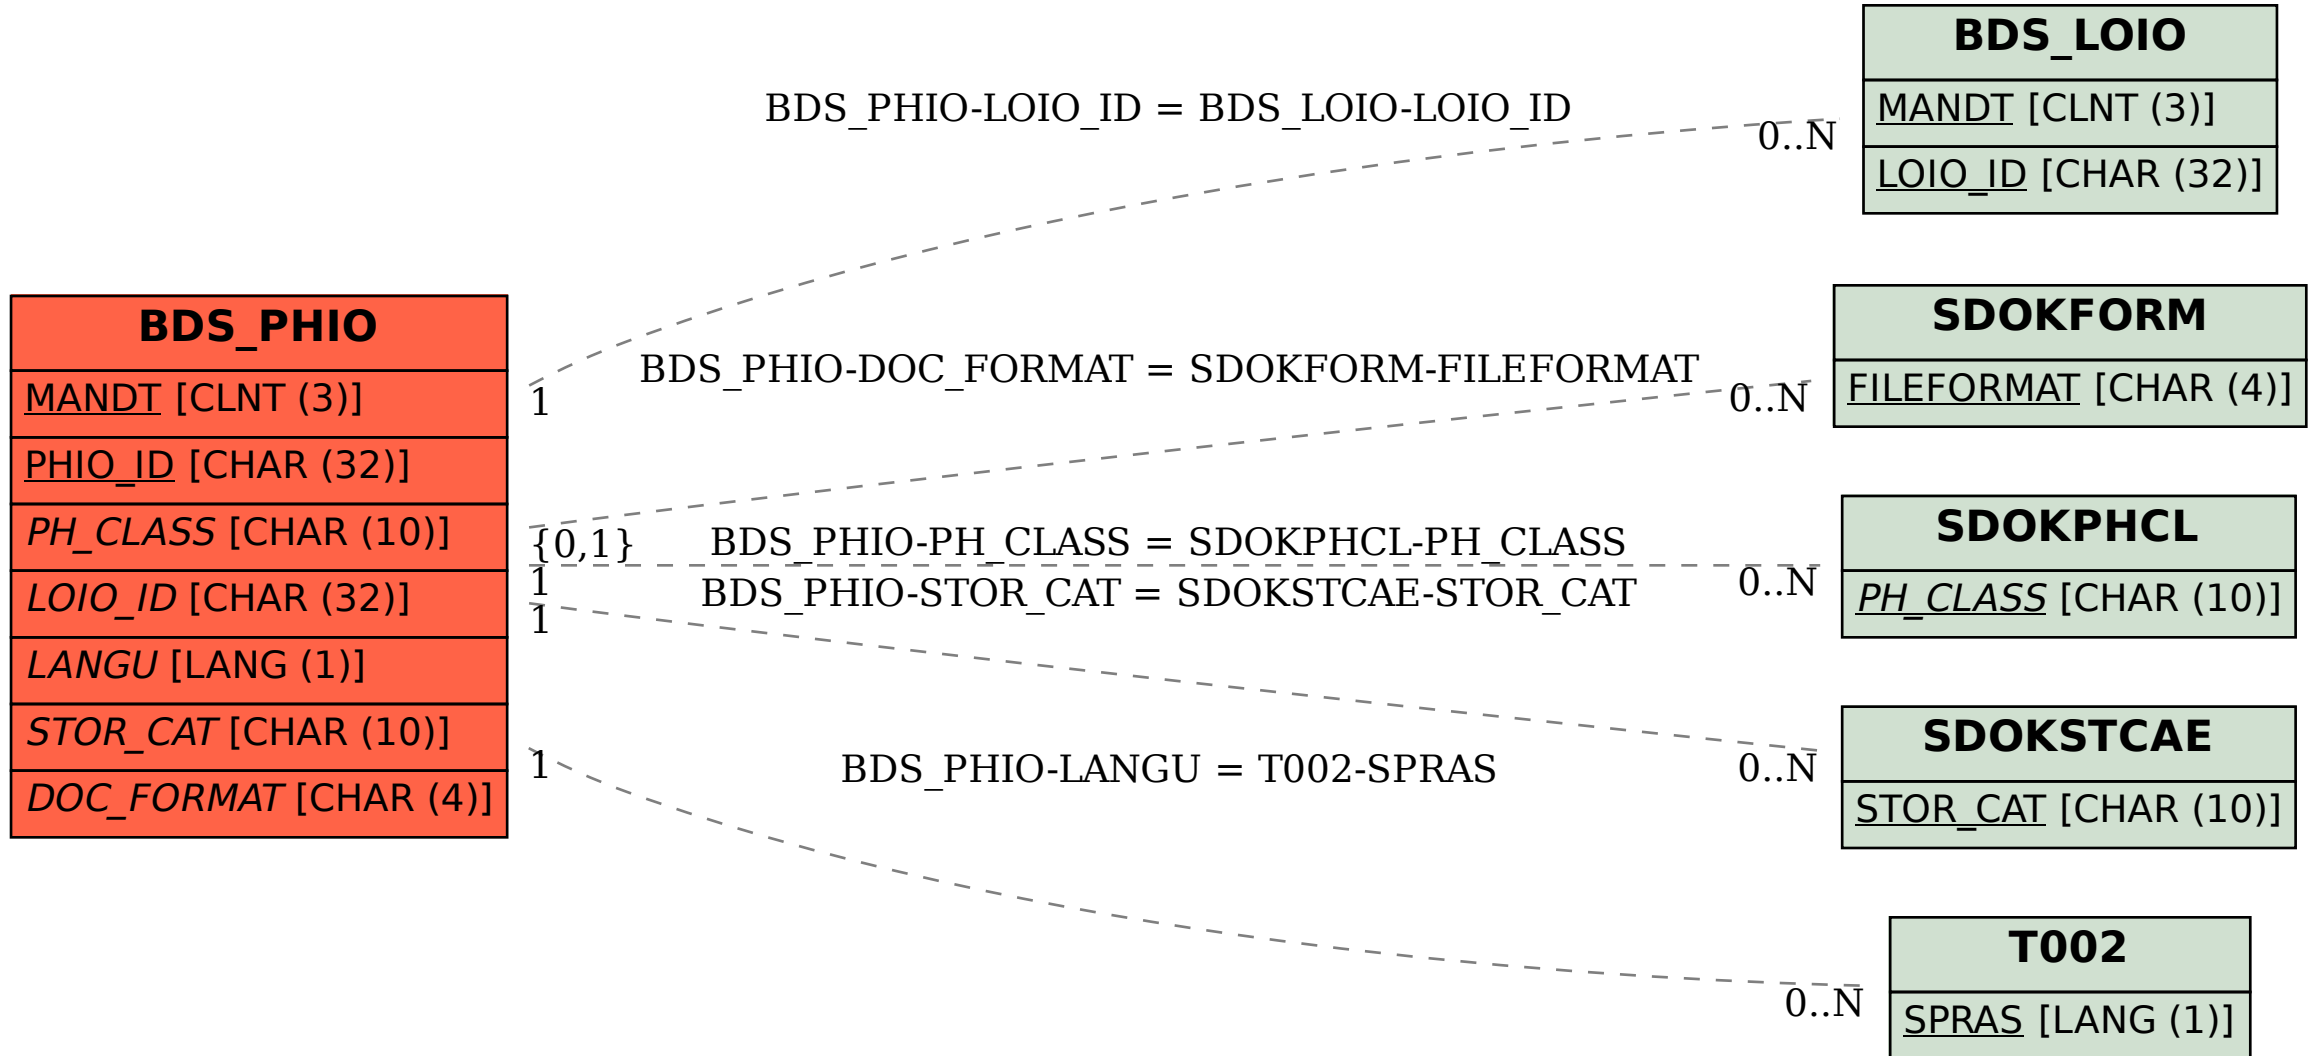 BDS_PHIO
MANDT [CLNT (3)]
PHIO_ID [CHAR (32)]
PH_CLASS [CHAR (10)]
LOIO_ID [CHAR (32)]
LANGU [LANG (1)]
STOR_CAT [CHAR (10)]
DOC_FORMAT [CHAR (4)]
BDS_PHIO-LOIO_ID = BDS_LOIO-LOIO_ID
0..N
1
BDS_PHIO-DOC_FORMAT = SDOKFORM-FILEFORMAT
0..N
{0,1}
BDS_PHIO-PH_CLASS = SDOKPHCL-PH_CLASS
0..N
1
BDS_PHIO-STOR_CAT = SDOKSTCAE-STOR_CAT
0..N
1
BDS_PHIO-LANGU = T002-SPRAS
0..N
1
BDS_LOIO
MANDT [CLNT (3)]
LOIO_ID [CHAR (32)]
SDOKFORM
FILEFORMAT [CHAR (4)]
SDOKPHCL
PH_CLASS [CHAR (10)]
SDOKSTCAE
STOR_CAT [CHAR (10)]
T002
SPRAS [LANG (1)]